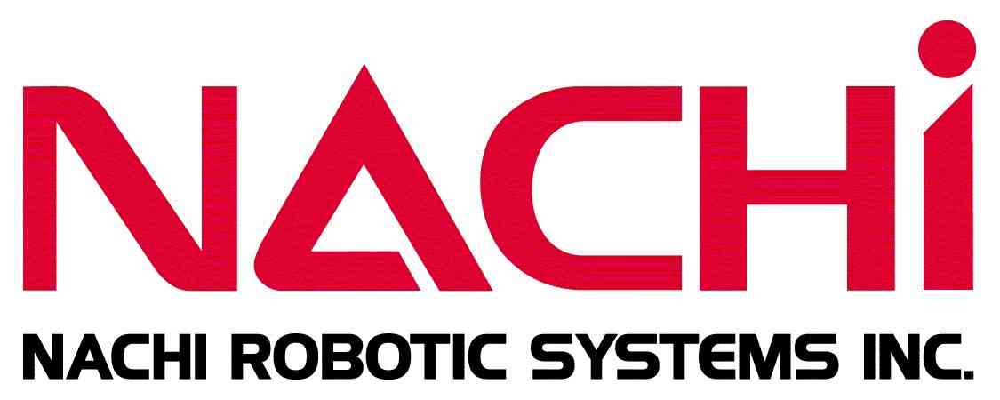 NACHi
NACHI ROBOTIC SYSTEMS INC.